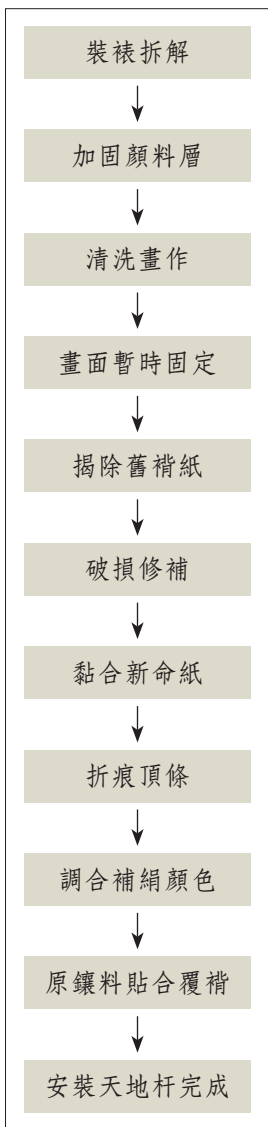 裝裱拆解
加固顏料層
清洗畫作
畫面暫時固定
揭除舊褙紙
破損修補
黏合新命紙
折痕頂條
調合補絹顏色
原鑲料貼合覆褙
安裝天地杆完成